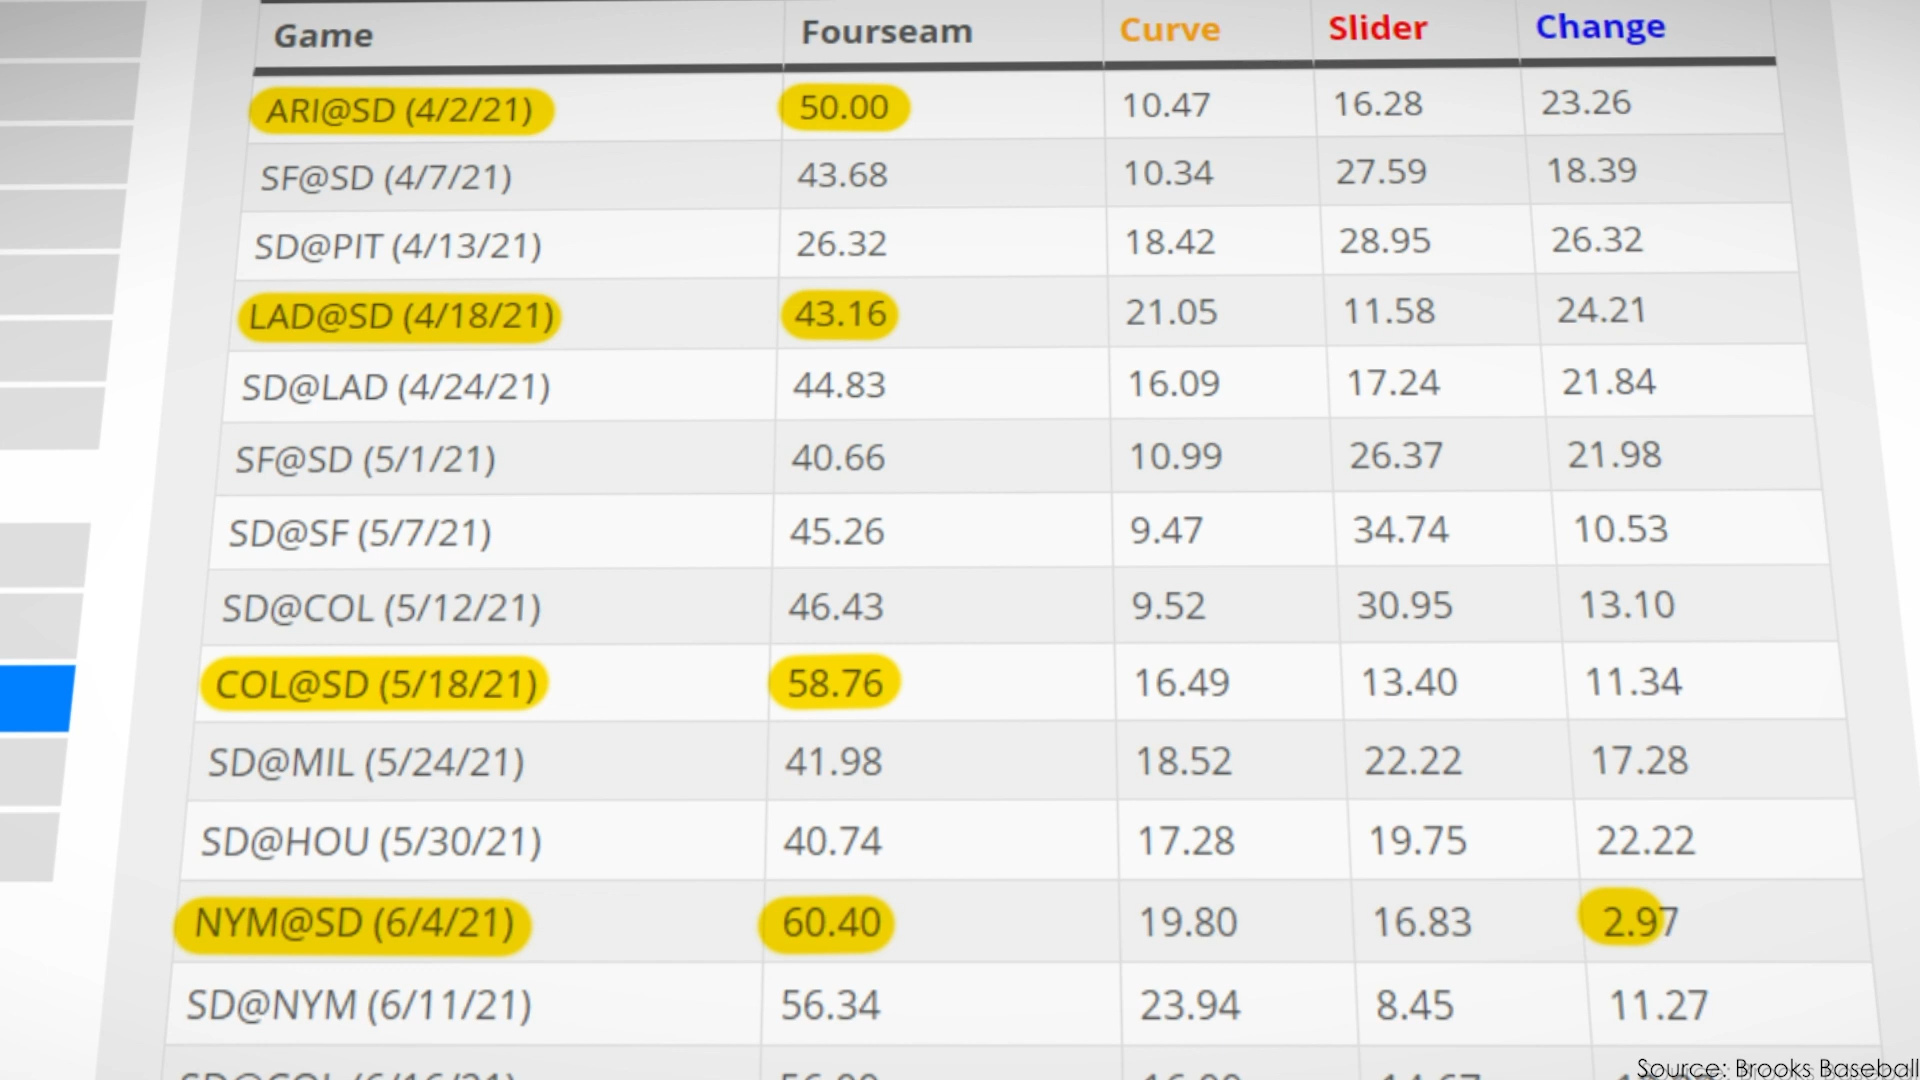 Game Fourseam Curve Slider Change
ARI@SD (4/2/21) 50.00 10.47 16.28 23.26
SF@SD (4/7/21) 43.68 10.34 27.59 18.39
SD@PIT (4/13/21) 26.32 18.42 28.95 26.32
LAD@SD (4/18/21) 43.16 21.05 11.58 24.21
SD@LAD (4/24/21) 44.83 16.09 17.24 21.84
SF@SD (5/1/21) 40.66 10.99 26.37 21.98
SD@SF (5/7/21) 45.26 9.47 34.74 10.53
SD@COL (5/12/21) 46.43 9.52 30.95 13.10
COL@SD (5/18/21) 58.76 16.49 13.40 11.34
SD@MIL (5/24/21) 41.98 18.52 22.22 17.28
SD@HOU (5/30/21) 40.74 17.28 19.75 22.22
NYM@SD (6/4/21) 60.40 19.80 16.83 2.97
SD@NYM (6/11/21) 56.34 23.94 8.45 11.27
Source: Brooks Baseball